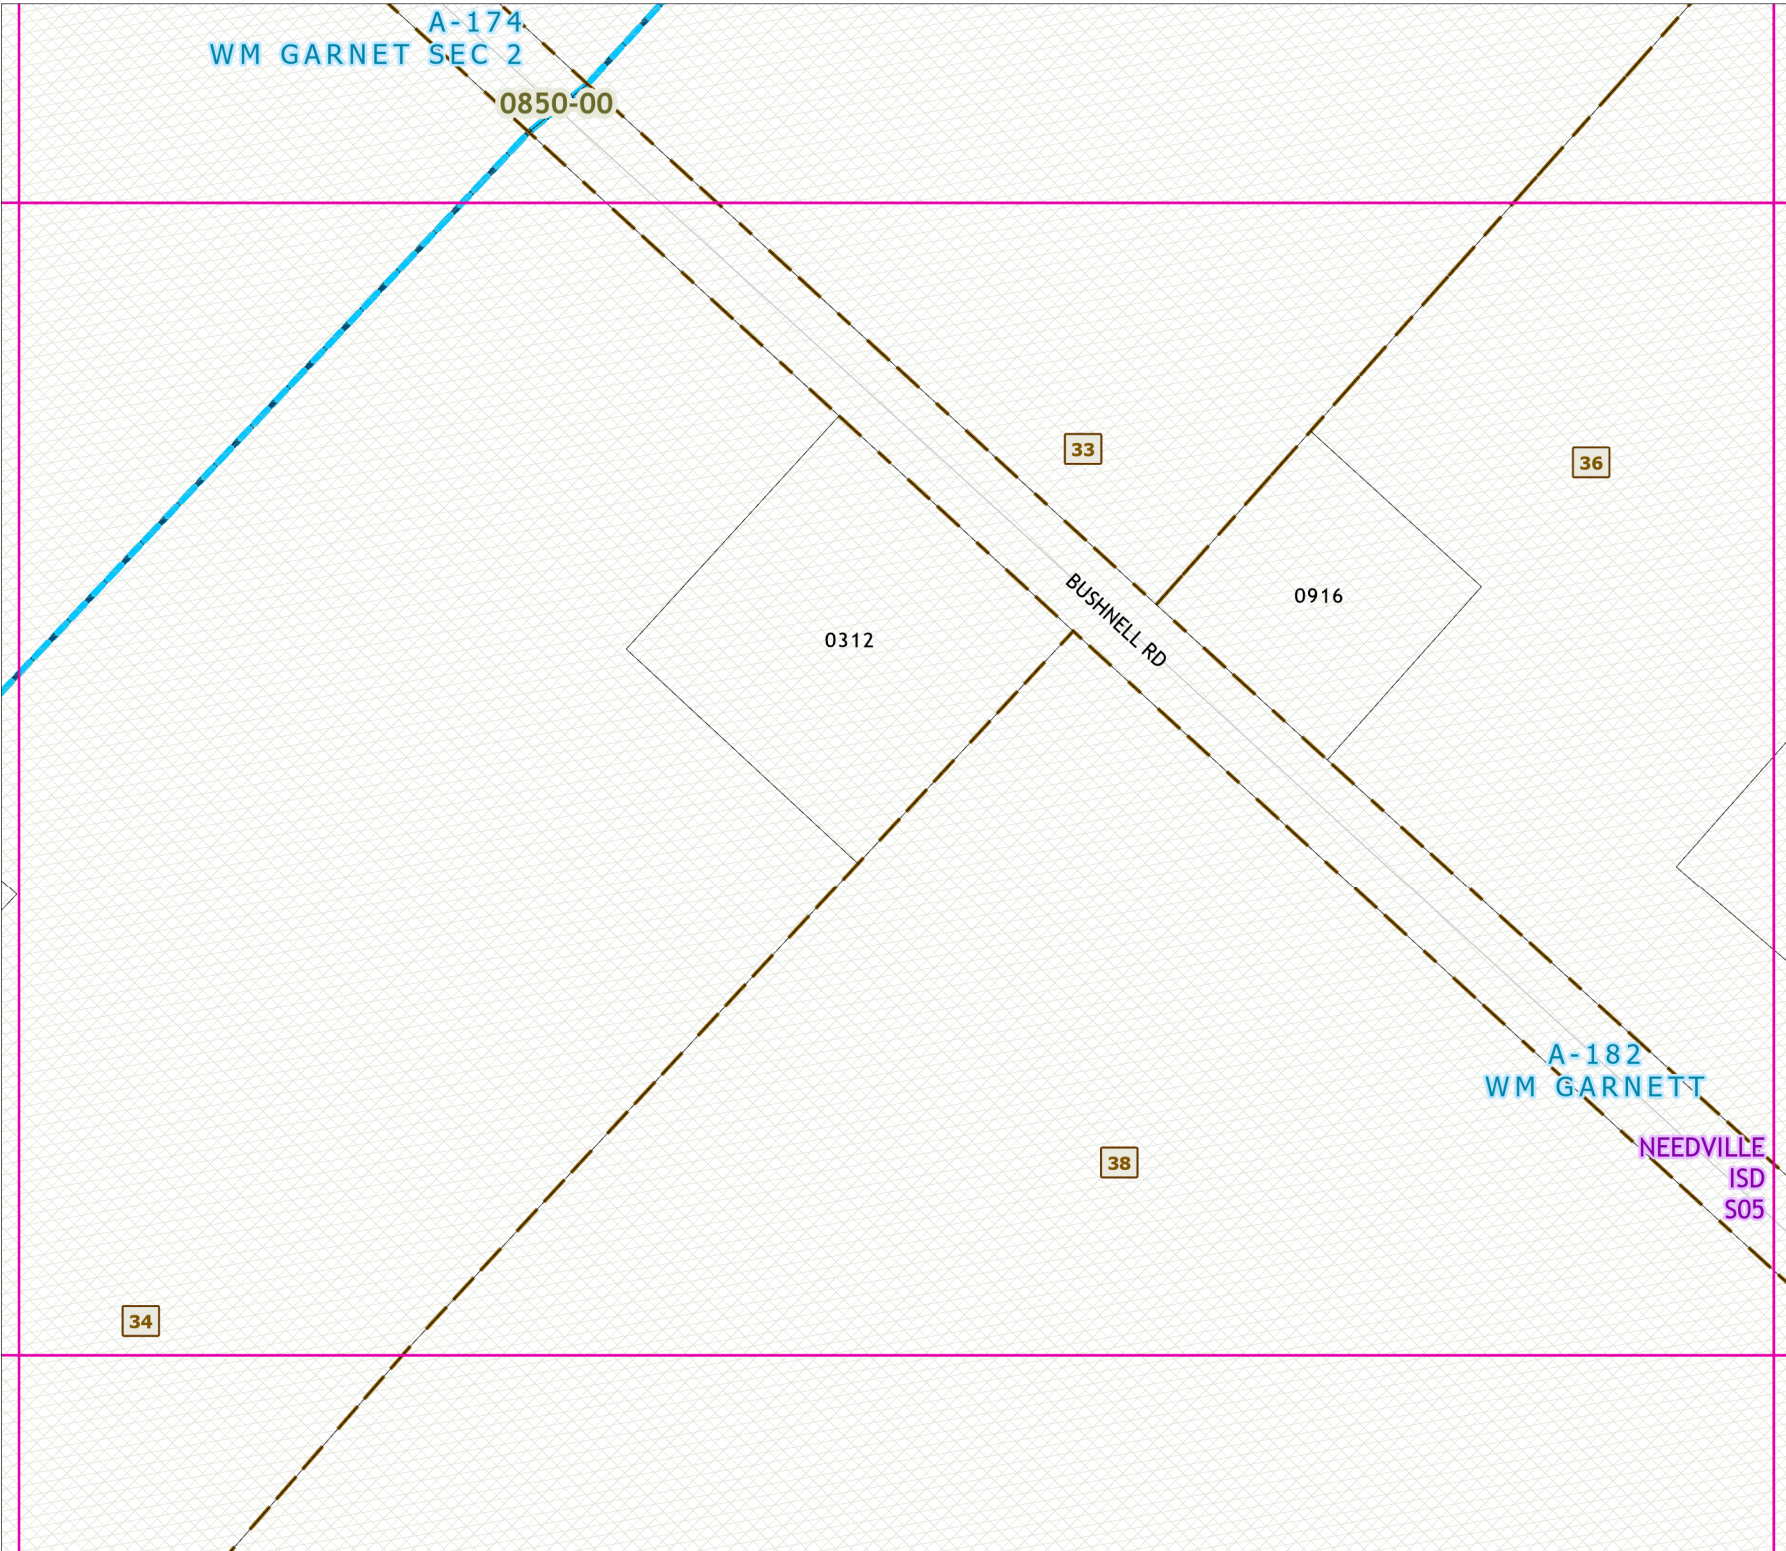 A-174
WM GARNET SEC 2
0850-00
33
36
BUSHNELL RD
0916
0312
A-182
WM GARNETT
NEEDVILLE
ISD
S05
38
34